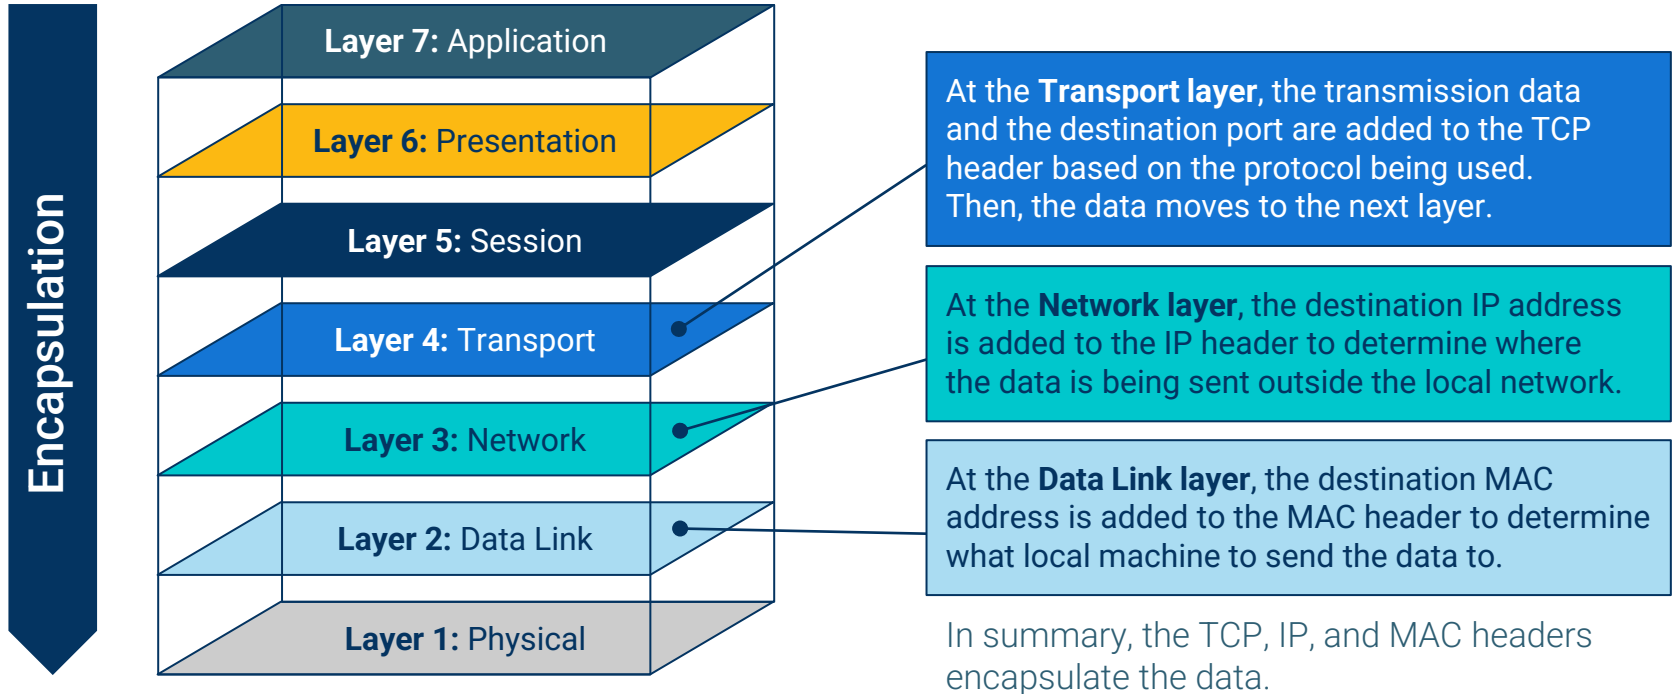 Encapsulation
Layer 7: Application
Layer 6: Presentation
Layer 5: Session
Layer 4: Transport
Layer 3: Network
Layer 2: Data Link
Layer 1: Physical
At the Transport layer, the transmission data
and the destination port are added to the TCP
header based on the protocol being used.
Then, the data moves to the next layer.
At the Network layer, the destination IP address
is added to the IP header to determine where
the data is being sent outside the local network.
At the Data Link layer, the destination MAC
address is added to the MAC header to determine
what local machine to send the data to.
In summary, the TCP, IP, and MAC headers
encapsulate the data.